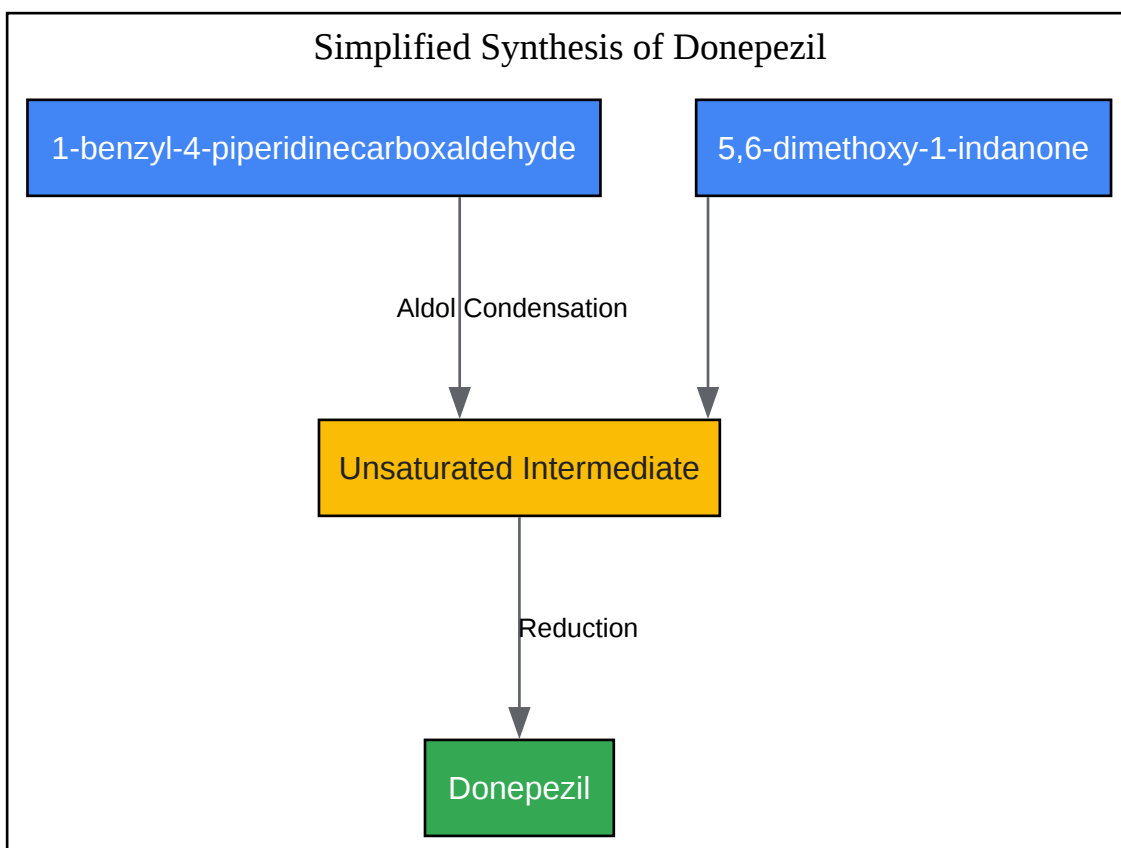 Simplified Synthesis of Donepezil
1-benzyl-4-piperidinecarboxaldehyde
5,6-dimethoxy-1-indanone
Aldol Condensation
Unsaturated Intermediate
Reduction
Donepezil